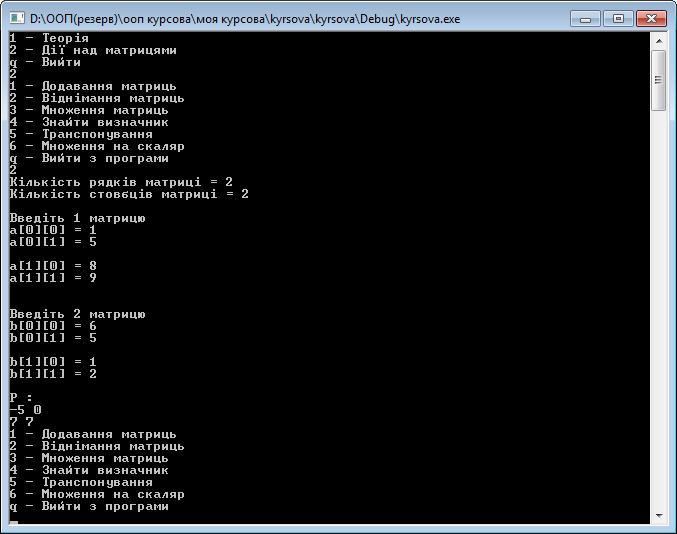 D:\ООП(резерв)\ооп курсова\моя курсова\kyrsova\kyrsova\Debug\kyrsova.exe
1 - Теорія
2 - Дії над матрицями
q - Вийти
2
1 - Додавання матриць
2 - Віднімання матриць
3 - Множення матриць
4 - Знайти визначник
5 - Транспонування
6 - Множення на скаляр
q - Вийти з програми
2
Кількість рядків матриці = 2
Кількість стовбців матриці = 2
Введіть 1 матрицю
a[0][0] = 1
a[0][1] = 5
a[1][0] = 8
a[1][1] = 9
Введіть 2 матрицю
b[0][0] = 6
b[0][1] = 5
b[1][0] = 1
b[1][1] = 2
Р :
-5 0
7 7
1 - Додавання матриць
2 - Віднімання матриць
3 - Множення матриць
4 - Знайти визначник
5 - Транспонування
6 - Множення на скаляр
q - Вийти з програми